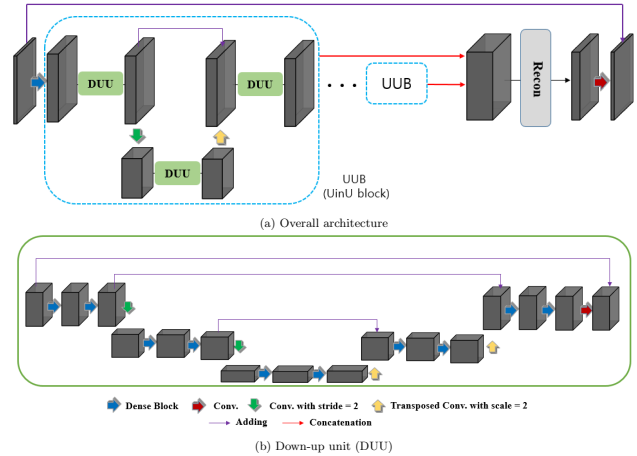 DUU
DUU
. . .
UUB
Recon
DUU
UUB
(UinU block)
(a) Overall architecture
Dense Block
Conv.
Conv. with stride = 2
Transposed Conv. with scale = 2
Adding
Concatenation
(b) Down-up unit (DUU)